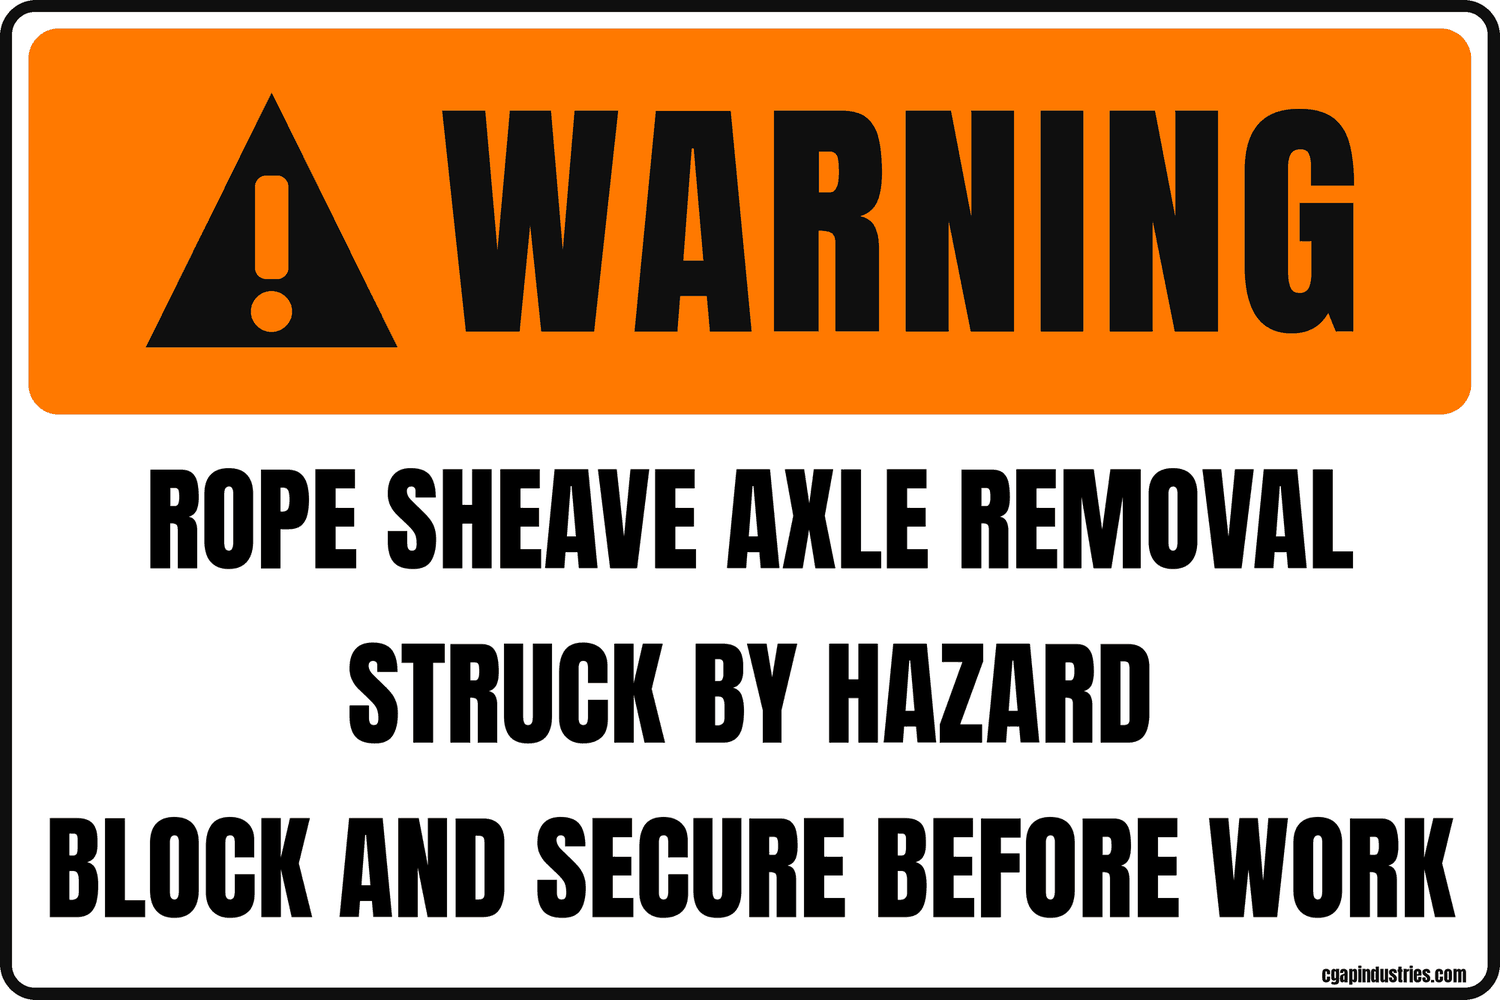 WARNING
ROPE SHEAVE AXLE REMOVAL
STRUCK BY HAZARD
BLOCK AND SECURE BEFORE WORK
cgapindustries.com